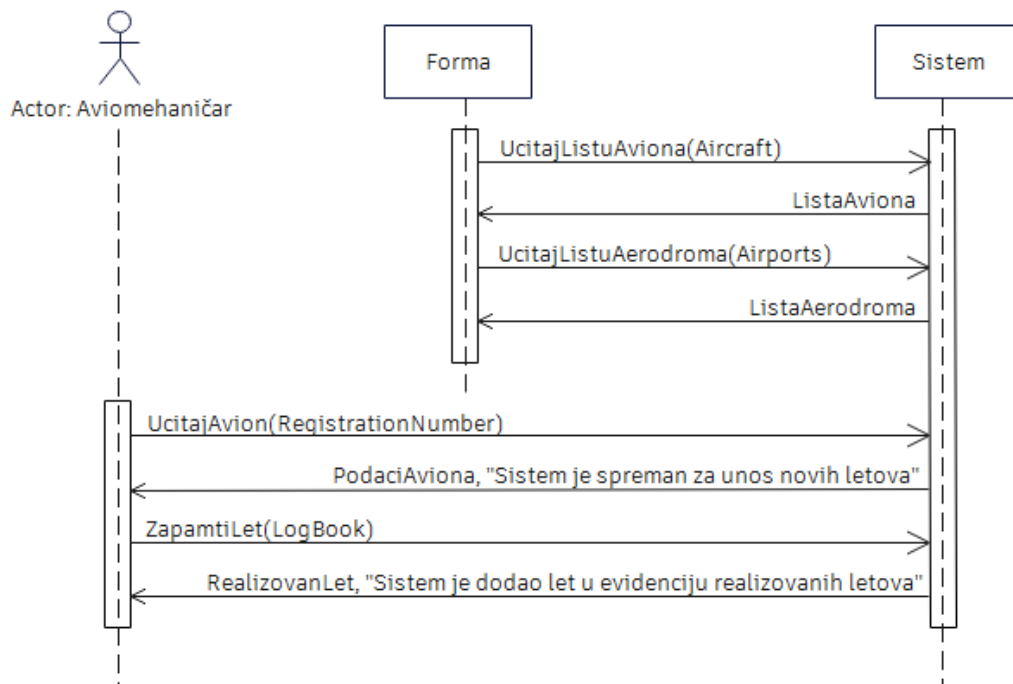 Forma
Sistem
Actor: Aviomehaničar
UcitajListuAviona(Aircraft)
ListaAviona
UcitajListuAerodroma(Airports)
ListaAerodroma
UcitajAvion(RegistrationNumber)
PodaciAviona, "Sistem je spreman za unos novih letova"
ZapamtiLet(LogBook)
RealizovanLet, "Sistem je dodao let u evidenciju realizovanih letova"